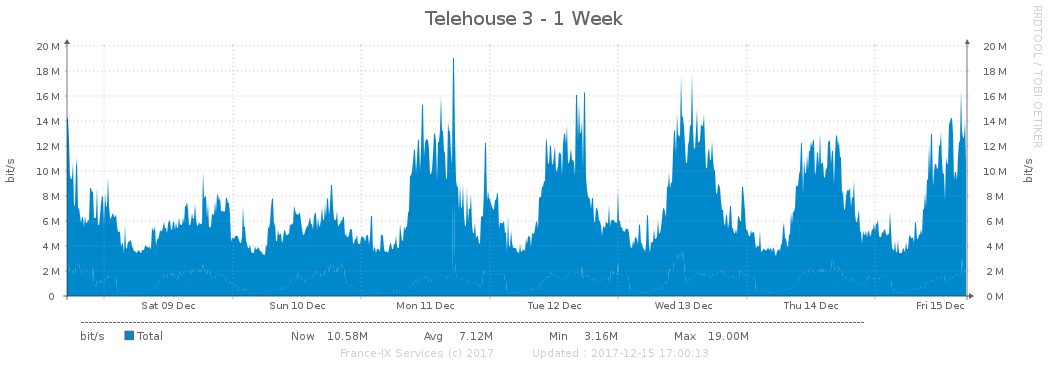 Telehouse 3 - 1 Week
RRDTOOL / TOBI OETIKER
bit/s
20 M 20 M
18 M 18 M
16 M 16 M
14 M 14 M
12 M 12 M
10 M 10 M
8 M 8 M
6 M 6 M
4 M 4 M
2 M 2 M
0 0 M
bit/s
Sat 09 Dec Sun 10 Dec Mon 11 Dec Tue 12 Dec Wed 13 Dec Thu 14 Dec Fri 15 Dec
bit/s Total Now 10.58M Avg 7.12M Min 3.16M Max 19.00M
France-IX Services (c) 2017 Updated : 2017-12-15 17:00:13